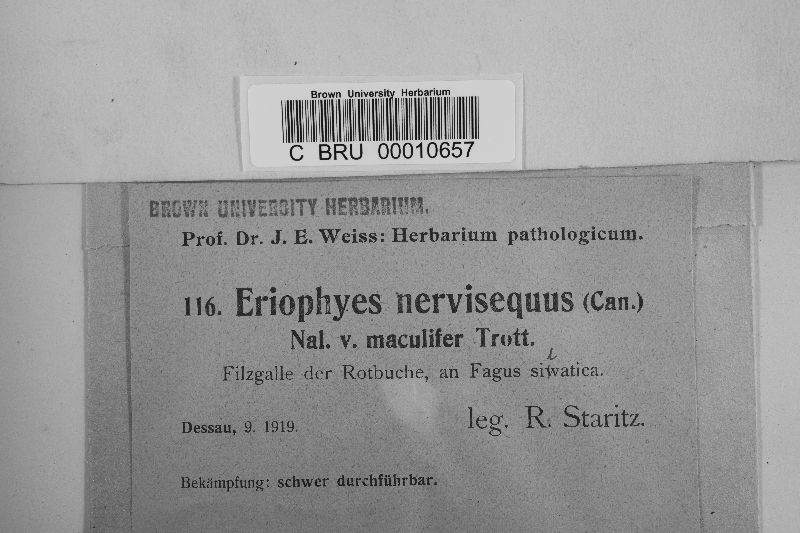 Brown University Herbarium
C BRU 00010657
BROWN UNIVERSITY HERBARIUM.
Prof. Dr. J. E. Weiss: Herbarium pathologicum.
116. Eriophyes nervisequus (Can.)
Nal. v. maculifer Trott.
Filzgalle der Rotbuche, an Fagus silvatica.
Dessau, 9. 1919.
leg. R. Staritz.
Bekämpfung: schwer durchführbar.